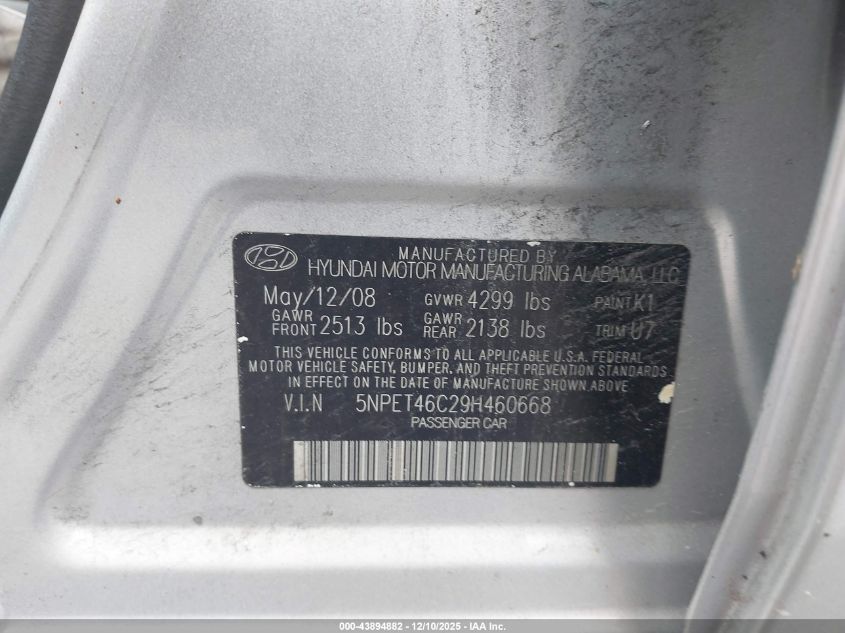 MANUFACTURED BY
HYUNDAI MOTOR MANUFACTURING ALABAMA, LLC
May/12/08 GVWR 4299 lbs PAINT K1
GAWR FRONT 2513 lbs GAWR REAR 2138 lbs TRIM U7
THIS VEHICLE CONFORMS TO ALL APPLICABLE U.S.A. FEDERAL
MOTOR VEHICLE SAFETY, BUMPER, AND THEFT PREVENTION STANDARDS
IN EFFECT ON THE DATE OF MANUFACTURE SHOWN ABOVE
V.I.N 5NPET46C29H460668
PASSENGER CAR
000-43894882 - 12/10/2025 - IAA Inc.